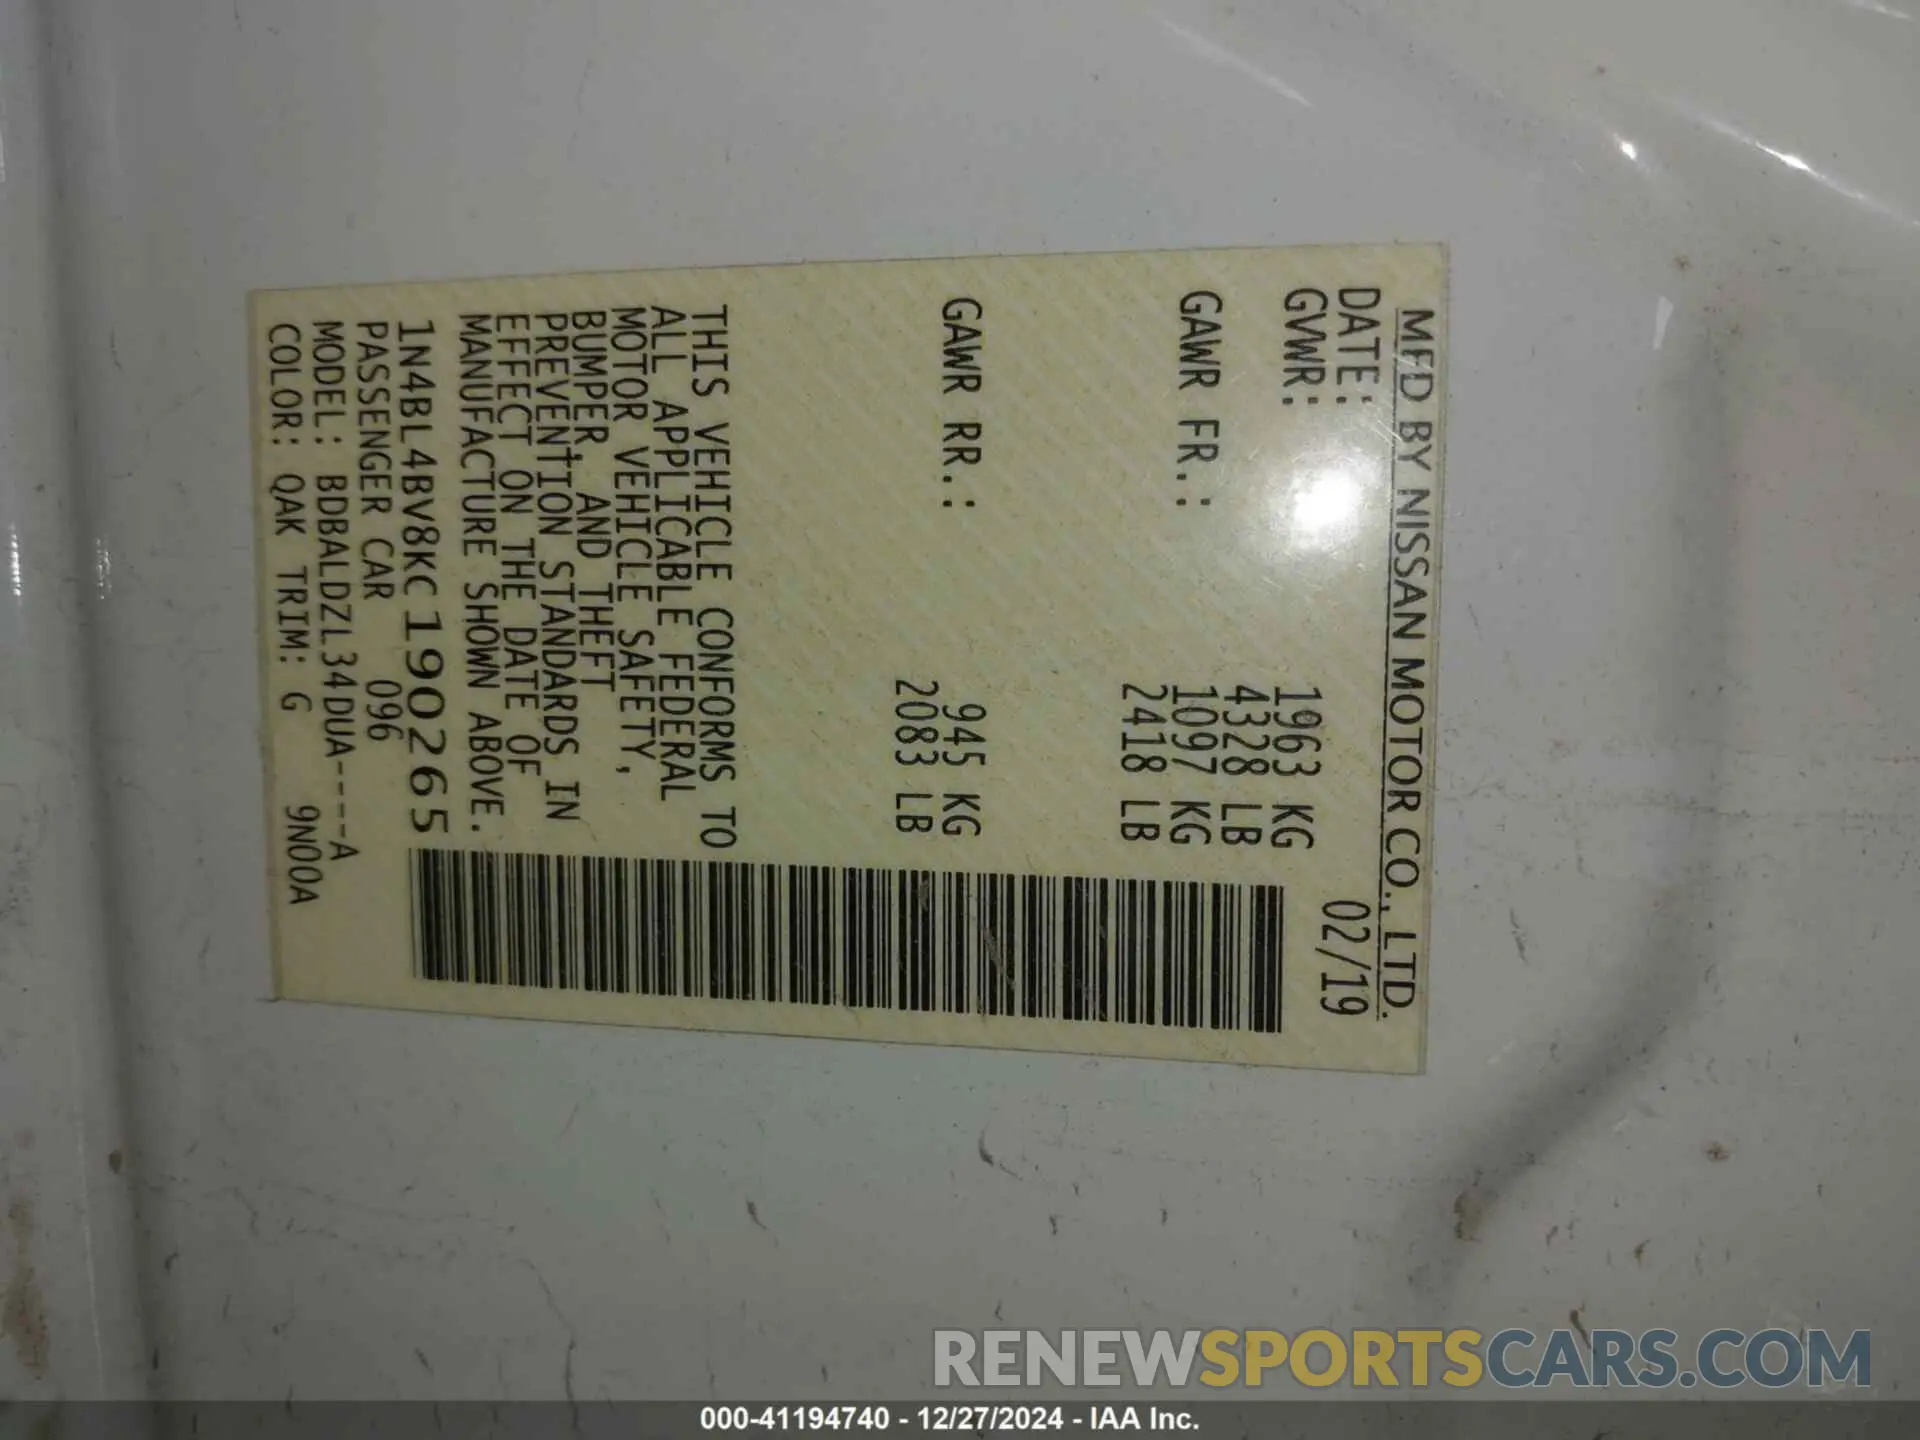 MFD BY NISSAN MOTOR CO., LTD.
DATE: 02/19
GVWR: 1963 KG
4328 LB
GAWR FR.: 1097 KG
2418 LB
GAWR RR.: 945 KG
2083 LB
THIS VEHICLE CONFORMS TO
ALL APPLICABLE FEDERAL
MOTOR VEHICLE SAFETY,
BUMPER, AND THEFT
PREVENTION STANDARDS IN
EFFECT ON THE DATE OF
MANUFACTURE SHOWN ABOVE.
1N4BL4BV8KC190265
PASSENGER CAR 096
MODEL: BDBALDZL34DUA----A
COLOR: QAK TRIM: G 9N00A
RENEWSPORTSCARS.COM
000-41194740 - 12/27/2024 - IAA Inc.